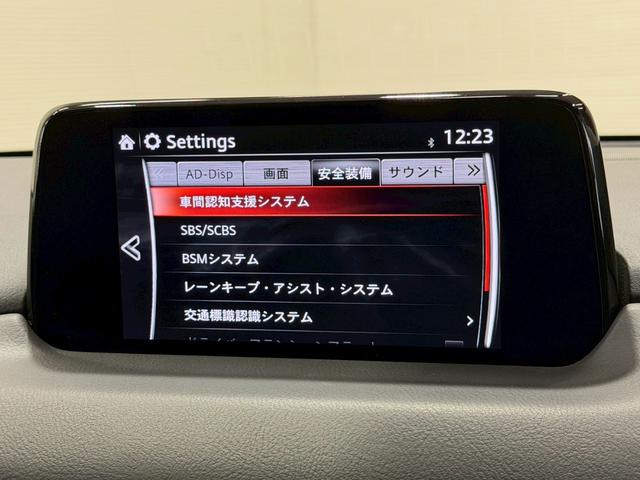 Settings 12:23
AD-Disp 画面 安全装備 サウンド
車間認知支援システム
SBS/SCBS
BSMシステム
レーンキープ・アシスト・システム
交通標識認識システム